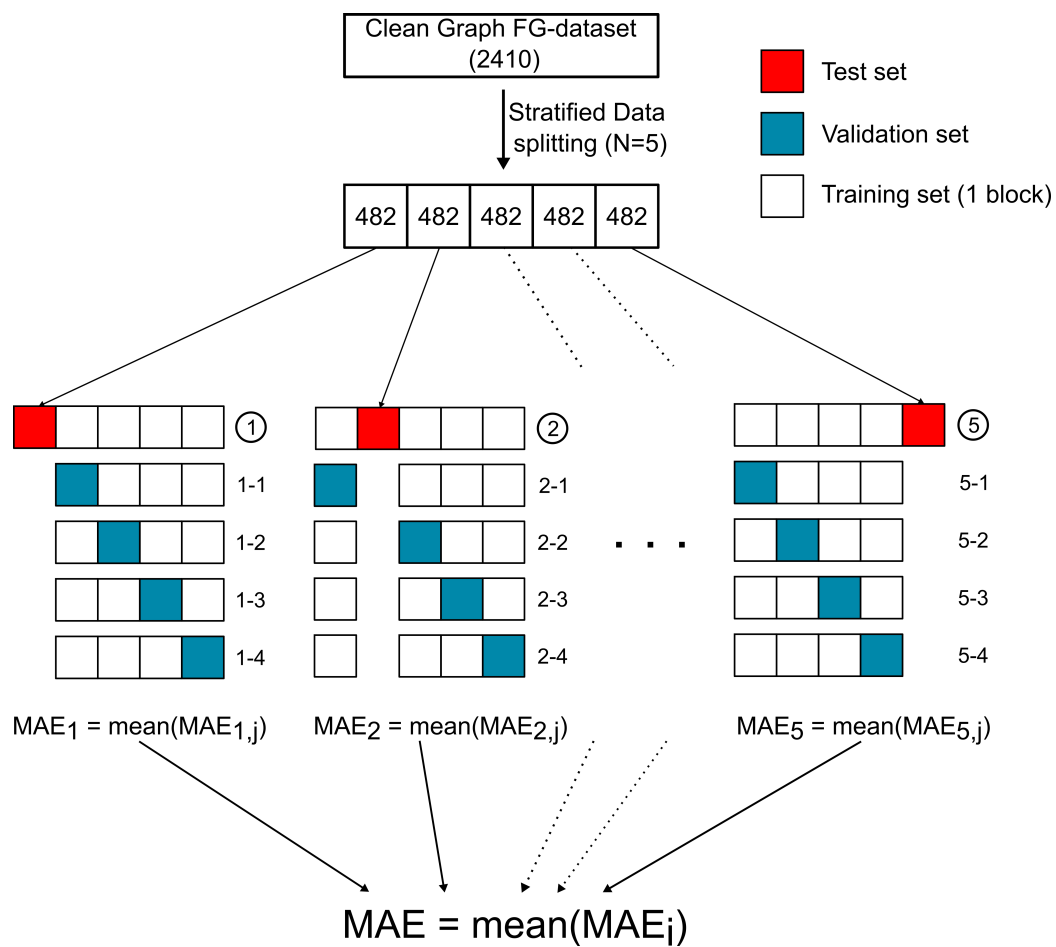 Clean Graph FG-dataset
(2410)
Test set
Stratified Data
splitting (N=5)
Validation set
Training set (1 block)
482 482 482 482 482
1 2 5
1-1 2-1 5-1
1-2 2-2 . . . 5-2
1-3 2-3 5-3
1-4 2-4 5-4
MAE1 = mean(MAE1,j) MAE2 = mean(MAE2,j) MAE5 = mean(MAE5,j)
MAE = mean(MAEi)